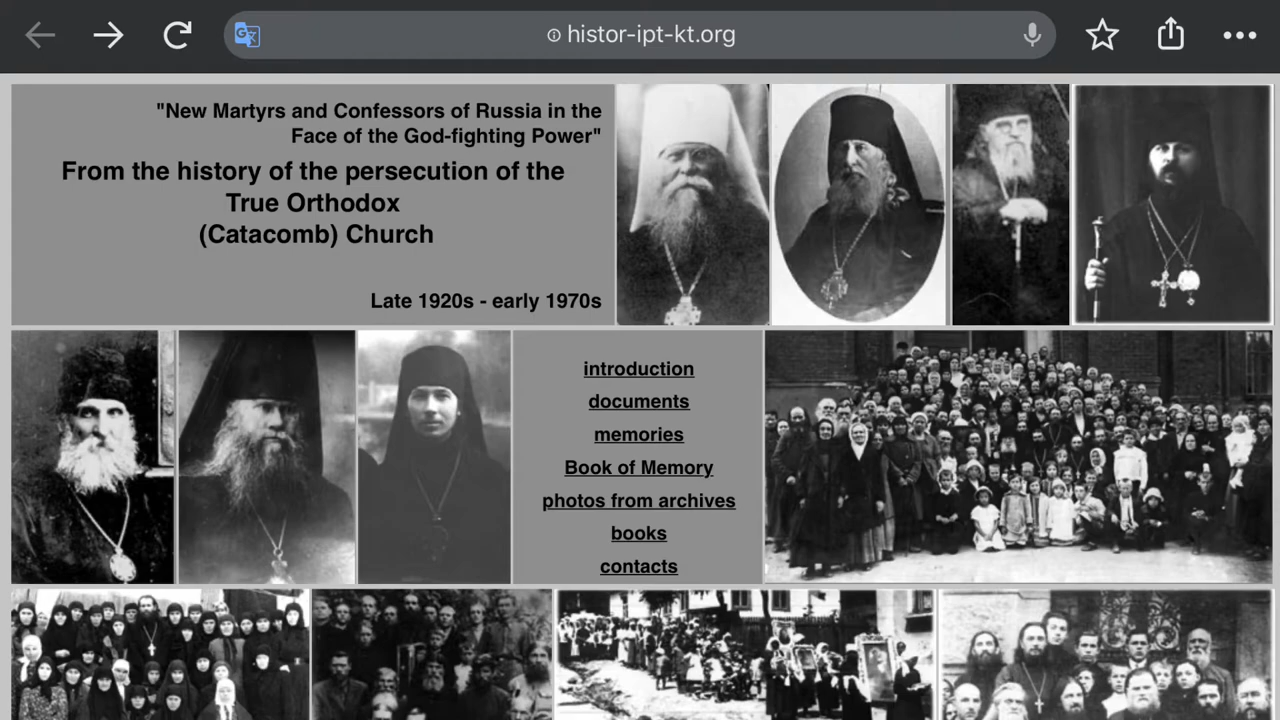 histor-ipt-kt.org
"New Martyrs and Confessors of Russia in the
Face of the God-fighting Power"
From the history of the persecution of the
True Orthodox
(Catacomb) Church
Late 1920s - early 1970s
introduction
documents
memories
Book of Memory
photos from archives
books
contacts